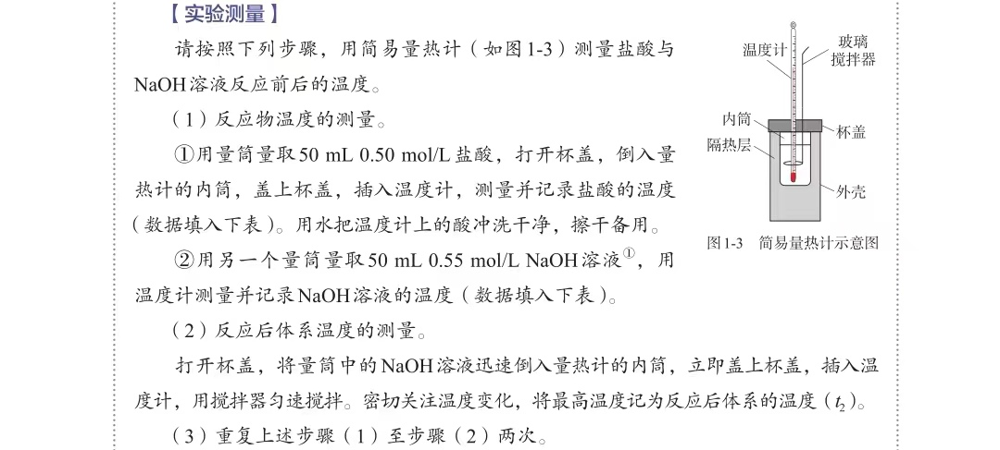 【实验测量】
请按照下列步骤，用简易量热计（如图1-3）测量盐酸与
NaOH溶液反应前后的温度。
（1）反应物温度的测量。
①用量筒量取50 mL 0.50 mol/L盐酸，打开杯盖，倒入量
热计的内筒，盖上杯盖，插入温度计，测量并记录盐酸的温度
（数据填入下表）。用水把温度计上的酸冲洗干净，擦干备用。
②用另一个量筒量取50 mL 0.55 mol/L NaOH溶液①，用
温度计测量并记录NaOH溶液的温度（数据填入下表）。
（2）反应后体系温度的测量。
打开杯盖，将量筒中的NaOH溶液迅速倒入量热计的内筒，立即盖上杯盖，插入温
度计，用搅拌器匀速搅拌。密切关注温度变化，将最高温度记为反应后体系的温度（t₂）。
（3）重复上述步骤（1）至步骤（2）两次。
温度计
玻璃
搅拌器
内筒
杯盖
隔热层
外壳
图1-3 简易量热计示意图